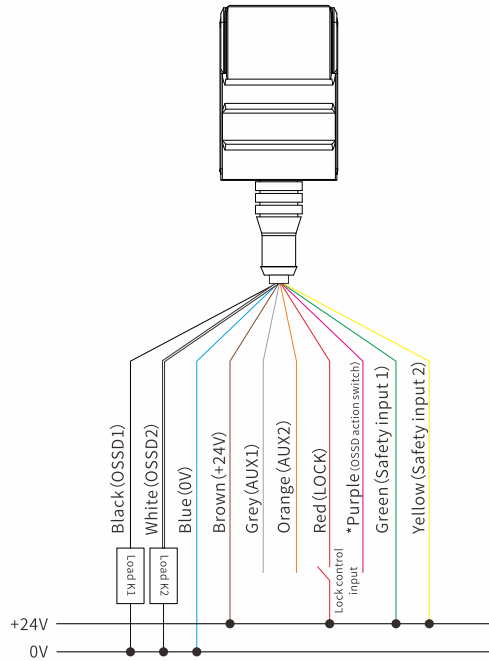 Black (OSSD1)
White (OSSD2)
Blue (0V)
Brown (+24V)
Grey (AUX1)
Orange (AUX2)
Red (LOCK)
*Purple (OSSD action switch)
Green (Safety input 1)
Yellow (Safety input 2)
Load K1
Load K2
Lock control
input
+24V
0V